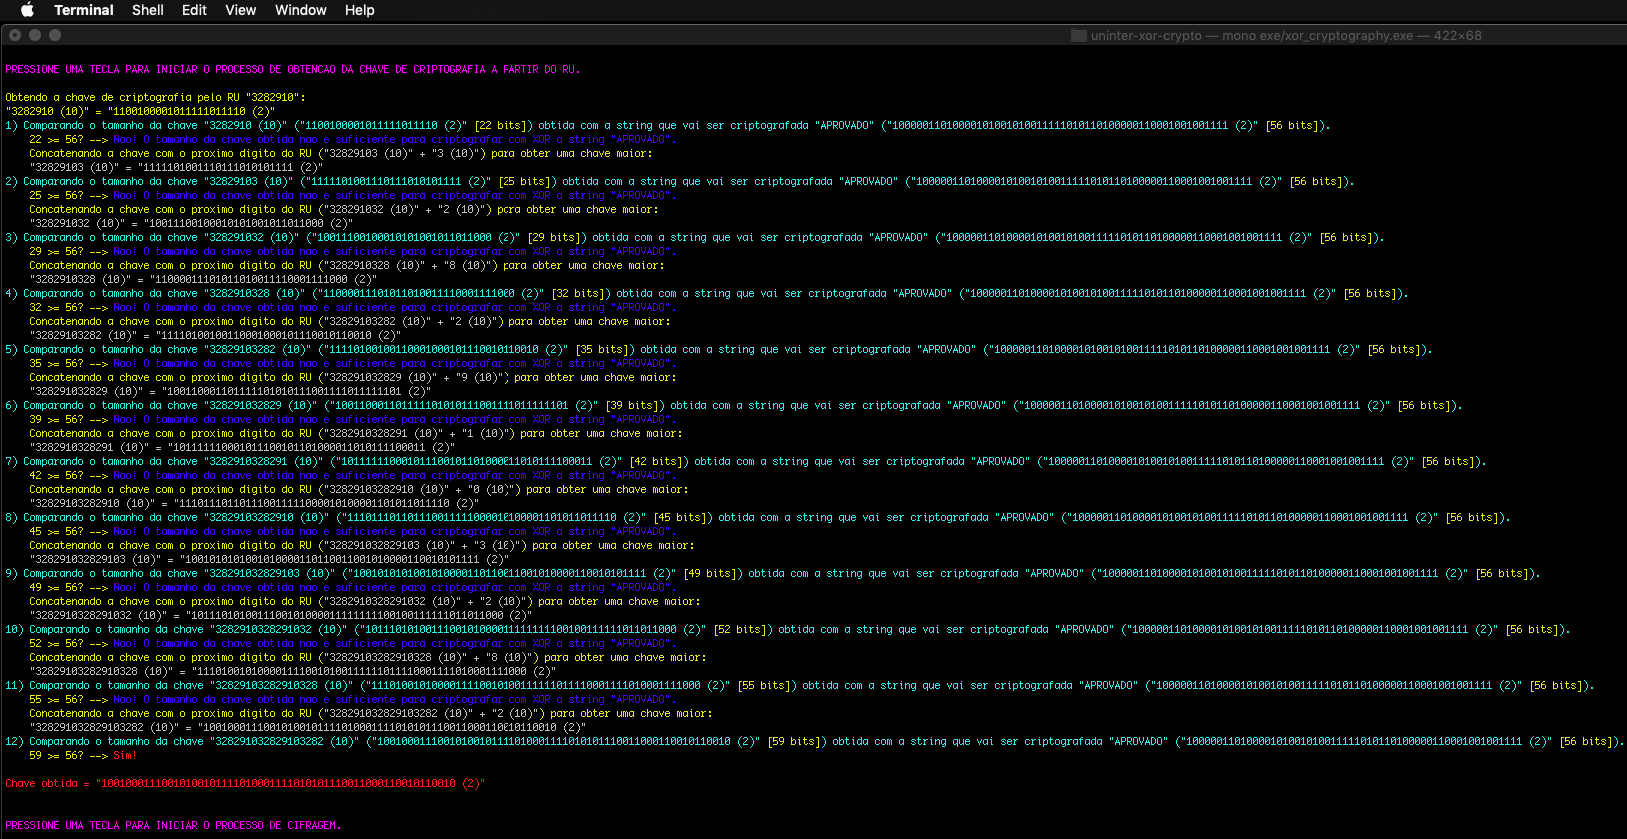 Terminal Shell Edit View Window Help
uninter-xor-crypto — mono exe/xor_cryptography.exe — 422×68
PRESSIONE UMA TECLA PARA INICIAR O PROCESSO DE OBTENCAO DA CHAVE DE CRIPTOGRAFIA A PARTIR DO RU.
Obtendo a chave de criptografia pelo RU "3282910":
"3282910 (10)" = "1100100001011111011110 (2)"
1) Comparando o tamanho da chave "3282910 (10)" ("1100100001011111011110 (2)" [22 bits]) obtida com a string que vai ser criptografada "APROVADO" ("10000011010000101001010011111010110100000110001001001111 (2)" [56 bits]).
22 >= 56? --> Nao! O tamanho da chave obtida nao e suficiente para criptografar com XOR a string "APROVADO".
Concatenando a chave com o proximo digito do RU ("32829103 (10)" + "3 (10)") para obter uma chave maior:
"32829103 (10)" = "1111101001110111010101111 (2)"
2) Comparando o tamanho da chave "32829103 (10)" ("1111101001110111010101111 (2)" [25 bits]) obtida com a string que vai ser criptografada "APROVADO" ("10000011010000101001010011111010110100000110001001001111 (2)" [56 bits]).
25 >= 56? --> Nao! O tamanho da chave obtida nao e suficiente para criptografar com XOR a string "APROVADO".
Concatenando a chave com o proximo digito do RU ("328291032 (10)" + "2 (10)") para obter uma chave maior:
"328291032 (10)" = "10011100100010101001011011000 (2)"
3) Comparando o tamanho da chave "328291032 (10)" ("10011100100010101001011011000 (2)" [29 bits]) obtida com a string que vai ser criptografada "APROVADO" ("10000011010000101001010011111010110100000110001001001111 (2)" [56 bits]).
29 >= 56? --> Nao! O tamanho da chave obtida nao e suficiente para criptografar com XOR a string "APROVADO".
Concatenando a chave com o proximo digito do RU ("3282910328 (10)" + "8 (10)") para obter uma chave maior:
"3282910328 (10)" = "11000011101011010011110001111000 (2)"
4) Comparando o tamanho da chave "3282910328 (10)" ("11000011101011010011110001111000 (2)" [32 bits]) obtida com a string que vai ser criptografada "APROVADO" ("10000011010000101001010011111010110100000110001001001111 (2)" [56 bits]).
32 >= 56? --> Nao! O tamanho da chave obtida nao e suficiente para criptografar com XOR a string "APROVADO".
Concatenando a chave com o proximo digito do RU ("32829103282 (10)" + "2 (10)") para obter uma chave maior:
"32829103282 (10)" = "11110100100110001000101110010110010 (2)"
5) Comparando o tamanho da chave "32829103282 (10)" ("11110100100110001000101110010110010 (2)" [35 bits]) obtida com a string que vai ser criptografada "APROVADO" ("10000011010000101001010011111010110100000110001001001111 (2)" [56 bits]).
35 >= 56? --> Nao! O tamanho da chave obtida nao e suficiente para criptografar com XOR a string "APROVADO".
Concatenando a chave com o proximo digito do RU ("328291032829 (10)" + "9 (10)") para obter uma chave maior:
"328291032829 (10)" = "100110001101111101010111001111011111101 (2)"
6) Comparando o tamanho da chave "328291032829 (10)" ("100110001101111101010111001111011111101 (2)" [39 bits]) obtida com a string que vai ser criptografada "APROVADO" ("10000011010000101001010011111010110100000110001001001111 (2)" [56 bits]).
39 >= 56? --> Nao! O tamanho da chave obtida nao e suficiente para criptografar com XOR a string "APROVADO".
Concatenando a chave com o proximo digito do RU ("3282910328291 (10)" + "1 (10)") para obter uma chave maior:
"3282910328291 (10)" = "101111110001011100101101000011010111100011 (2)"
7) Comparando o tamanho da chave "3282910328291 (10)" ("101111110001011100101101000011010111100011 (2)" [42 bits]) obtida com a string que vai ser criptografada "APROVADO" ("10000011010000101001010011111010110100000110001001001111 (2)" [56 bits]).
42 >= 56? --> Nao! O tamanho da chave obtida nao e suficiente para criptografar com XOR a string "APROVADO".
Concatenando a chave com o proximo digito do RU ("32829103282910 (10)" + "0 (10)") para obter uma chave maior:
"32829103282910 (10)" = "111011101101110011111000010100001101011011110 (2)"
8) Comparando o tamanho da chave "32829103282910 (10)" ("111011101101110011111000010100001101011011110 (2)" [45 bits]) obtida com a string que vai ser criptografada "APROVADO" ("10000011010000101001010011111010110100000110001001001111 (2)" [56 bits]).
45 >= 56? --> Nao! O tamanho da chave obtida nao e suficiente para criptografar com XOR a string "APROVADO".
Concatenando a chave com o proximo digito do RU ("328291032829103 (10)" + "3 (10)") para obter uma chave maior:
"328291032829103 (10)" = "1001010101001010000110110011001010000110010101111 (2)"
9) Comparando o tamanho da chave "328291032829103 (10)" ("1001010101001010000110110011001010000110010101111 (2)" [49 bits]) obtida com a string que vai ser criptografada "APROVADO" ("10000011010000101001010011111010110100000110001001001111 (2)" [56 bits]).
49 >= 56? --> Nao! O tamanho da chave obtida nao e suficiente para criptografar com XOR a string "APROVADO".
Concatenando a chave com o proximo digito do RU ("3282910328291032 (10)" + "2 (10)") para obter uma chave maior:
"3282910328291032 (10)" = "1011101010011100101000011111111100100111111011011000 (2)"
10) Comparando o tamanho da chave "3282910328291032 (10)" ("1011101010011100101000011111111100100111111011011000 (2)" [52 bits]) obtida com a string que vai ser criptografada "APROVADO" ("10000011010000101001010011111010110100000110001001001111 (2)" [56 bits]).
52 >= 56? --> Nao! O tamanho da chave obtida nao e suficiente para criptografar com XOR a string "APROVADO".
Concatenando a chave com o proximo digito do RU ("32829103282910328 (10)" + "8 (10)") para obter uma chave maior:
"32829103282910328 (10)" = "1110100101000011110010100111111011110001111010001111000 (2)"
11) Comparando o tamanho da chave "32829103282910328 (10)" ("1110100101000011110010100111111011110001111010001111000 (2)" [55 bits]) obtida com a string que vai ser criptografada "APROVADO" ("10000011010000101001010011111010110100000110001001001111 (2)" [56 bits]).
55 >= 56? --> Nao! O tamanho da chave obtida nao e suficiente para criptografar com XOR a string "APROVADO".
Concatenando a chave com o proximo digito do RU ("328291032829103282 (10)" + "2 (10)") para obter uma chave maior:
"328291032829103282 (10)" = "10010001110010100101111010001111010101110011000110010110010 (2)"
12) Comparando o tamanho da chave "328291032829103282 (10)" ("10010001110010100101111010001111010101110011000110010110010 (2)" [59 bits]) obtida com a string que vai ser criptografada "APROVADO" ("10000011010000101001010011111010110100000110001001001111 (2)" [56 bits]).
59 >= 56? --> Sim!
Chave obtida = "10010001110010100101111010001111010101110011000110010110010 (2)"
PRESSIONE UMA TECLA PARA INICIAR O PROCESSO DE CIFRAGEM.